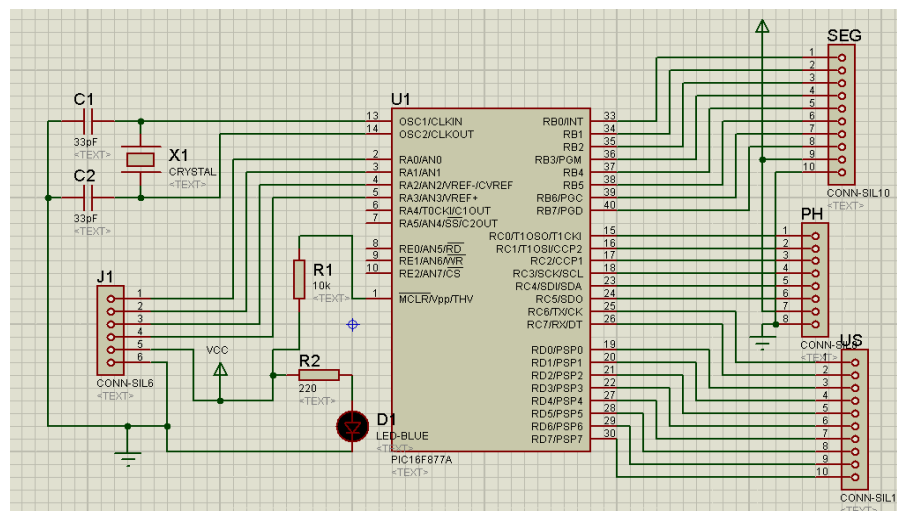 C1
33pF
<TEXT>
X1
CRYSTAL
<TEXT>
C2
33pF
<TEXT>
J1
1
2
3
4
5
6
CONN-SIL6
<TEXT>
VCC
R1
10k
<TEXT>
R2
220
<TEXT>
D1
LED-BLUE
<TEXT>
U1
13 OSC1/CLKIN
14 OSC2/CLKOUT
2 RA0/AN0
3 RA1/AN1
4 RA2/AN2/VREF-/CVREF
5 RA3/AN3/VREF+
6 RA4/T0CKI/C1OUT
7 RA5/AN4/SS/C2OUT
8 RE0/AN5/RD
9 RE1/AN6/WR
10 RE2/AN7/CS
1 MCLR/Vpp/THV
RB0/INT 33
RB1 34
RB2 35
RB3/PGM 36
RB4 37
RB5 38
RB6/PGC 39
RB7/PGD 40
RC0/T1OSO/T1CKI 15
RC1/T1OSI/CCP2 16
RC2/CCP1 17
RC3/SCK/SCL 18
RC4/SDI/SDA 23
RC5/SDO 24
RC6/TX/CK 25
RC7/RX/DT 26
RD0/PSP0 19
RD1/PSP1 20
RD2/PSP2 21
RD3/PSP3 22
RD4/PSP4 27
RD5/PSP5 28
RD6/PSP6 29
RD7/PSP7 30
PIC16F877A
<TEXT>
SEG
1
2
3
4
5
6
7
8
9
10
CONN-SIL10
<TEXT>
PH
1
2
3
4
5
6
7
8
<TEXT>
US
1
2
3
4
5
6
7
8
9
10
CONN-SIL1
<TEXT>